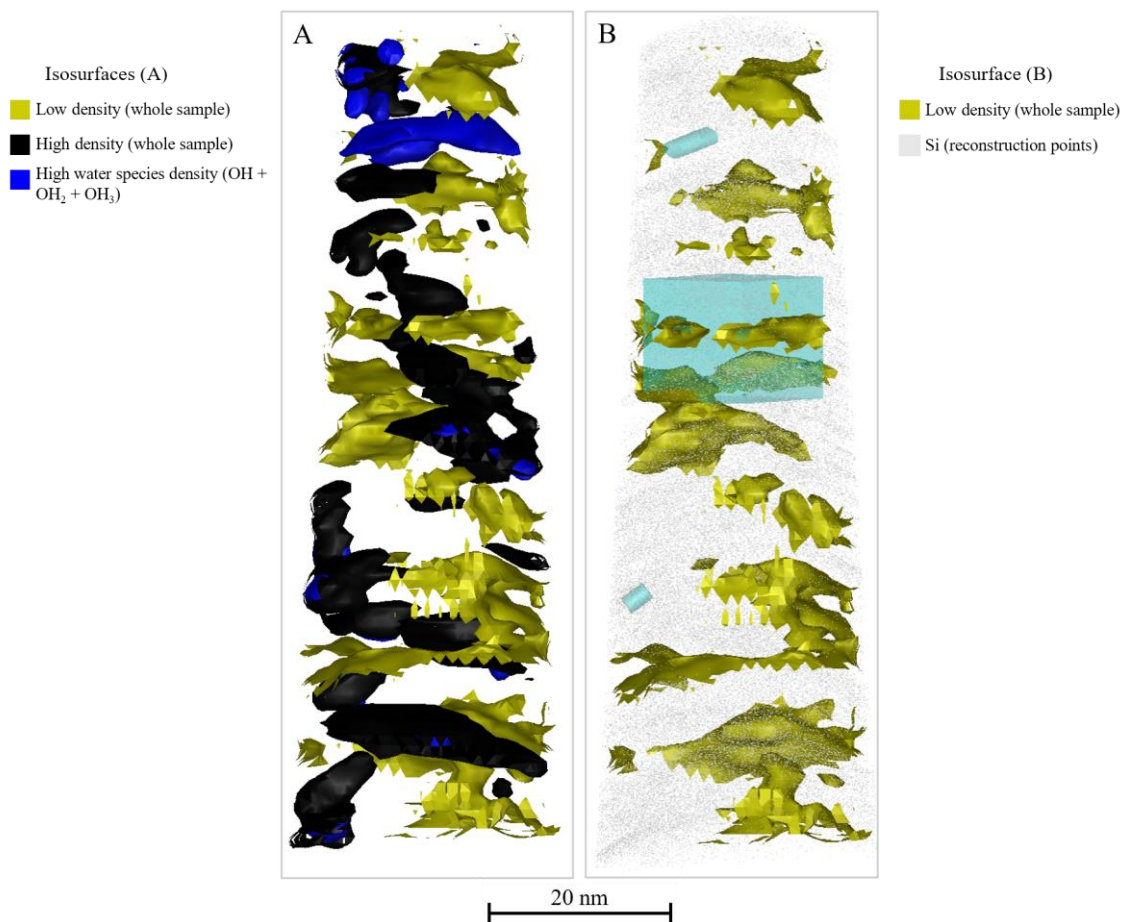 A
B
Isosurfaces (A)
Low density (whole sample)
High density (whole sample)
High water species density (OH +
OH₂ + OH₃)
Isosurface (B)
Low density (whole sample)
Si (reconstruction points)
20 nm